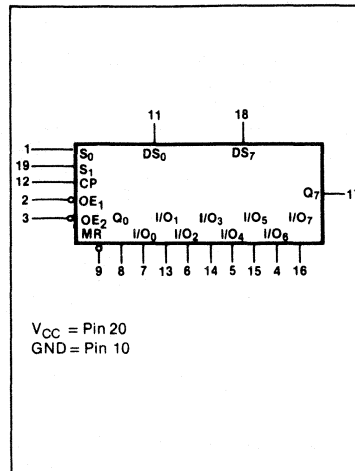 11 18
1 S0 DS0 DS7
19 S1
12 CP Q7
2 OE1
3 OE2 Q0 I/O1 I/O3 I/O5 I/O7
MR I/O0 I/O2 I/O4 I/O6
9 8 7 13 6 14 5 15 4 16
VCC = Pin 20
GND = Pin 10